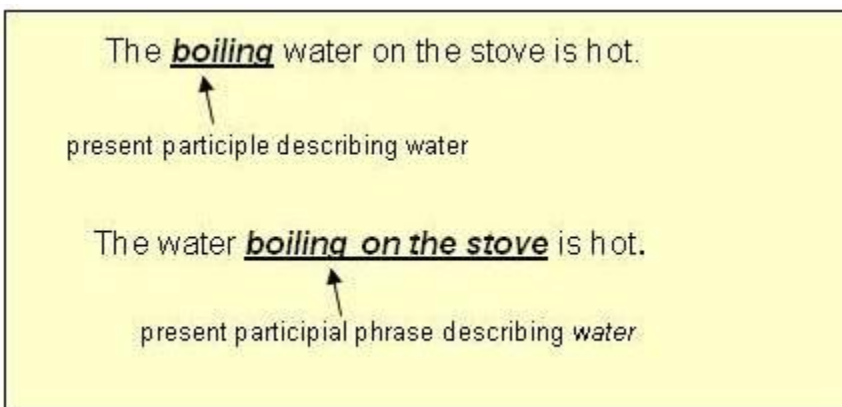 The boiling water on the stove is hot.
present participle describing water
The water boiling on the stove is hot.
present participial phrase describing water